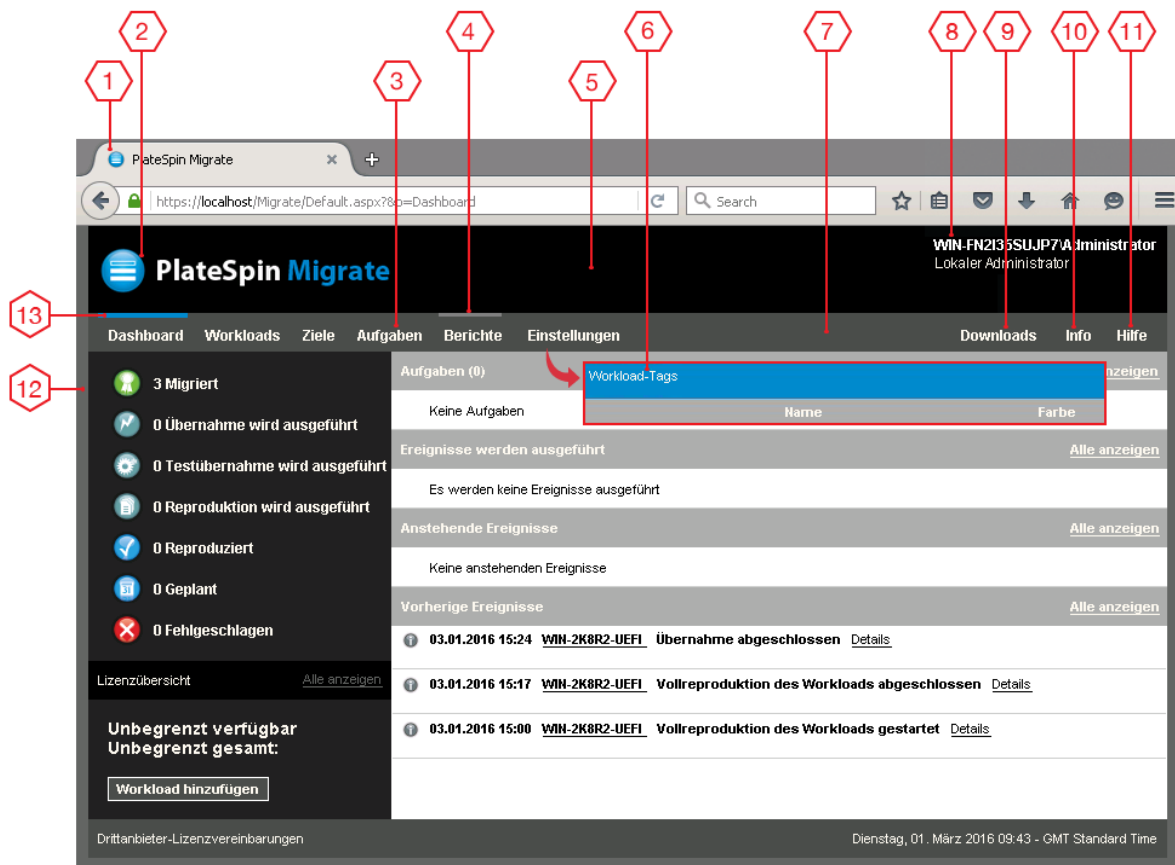 2
4
6
7
8
9
10
11
1
3
5
PlateSpin Migrate
https://localhost/Migrate/Default.aspx?&p=Dashboard
Search
PlateSpin Migrate
WIN-FN2I35SUJP7\Administrator
Lokaler Administrator
13
Dashboard Workloads Ziele Aufgaben Berichte Einstellungen Downloads Info Hilfe
12
3 Migriert
0 Übernahme wird ausgeführt
0 Testübernahme wird ausgeführt
0 Reproduktion wird ausgeführt
0 Reproduziert
31
0 Geplant
0 Fehlgeschlagen
Lizenzübersicht Alle anzeigen
Unbegrenzt verfügbar
Unbegrenzt gesamt:
Workload hinzufügen
Aufgaben (0) nzeigen
Workload-Tags
Name Farbe
Keine Aufgaben
Ereignisse werden ausgeführt Alle anzeigen
Es werden keine Ereignisse ausgeführt
Anstehende Ereignisse Alle anzeigen
Keine anstehenden Ereignisse
Vorherige Ereignisse Alle anzeigen
03.01.2016 15:24 WIN-2K8R2-UEFI Übernahme abgeschlossen Details
03.01.2016 15:17 WIN-2K8R2-UEFI Vollreproduktion des Workloads abgeschlossen Details
03.01.2016 15:00 WIN-2K8R2-UEFI Vollreproduktion des Workloads gestartet Details
Drittanbieter-Lizenzvereinbarungen Dienstag, 01. März 2016 09:43 - GMT Standard Time